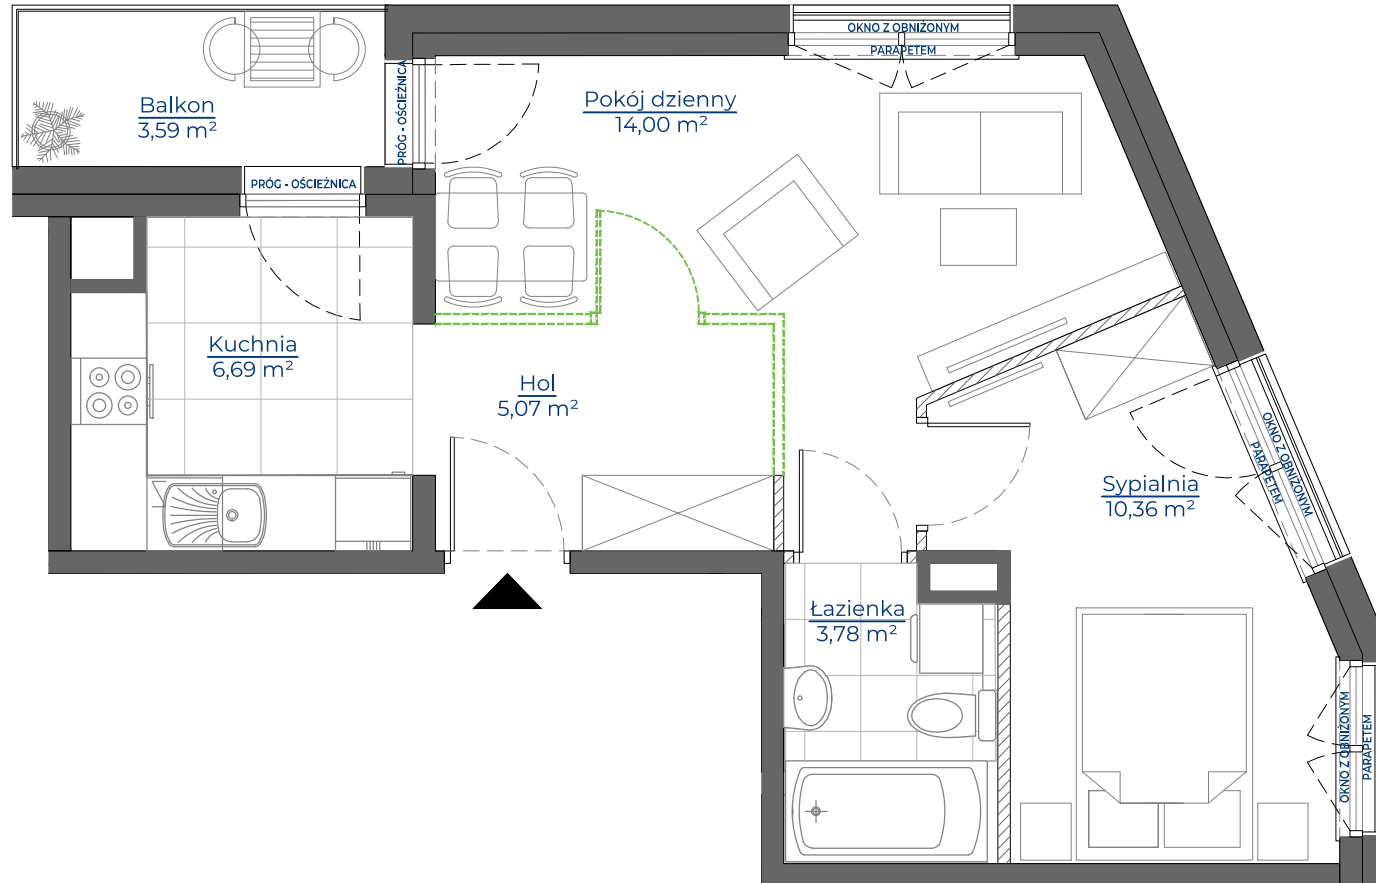 OKNO Z OBNIŻONYM
PARAPETEM
Balkon
3,59 m²
PRÓG - OŚCIEŻNICA
Pokój dzienny
14,00 m²
PRÓG - OŚCIEŻNICA
Kuchnia
6,69 m²
Hol
5,07 m²
OKNO Z OBNIŻONYM
PARAPETEM
Sypialnia
10,36 m²
Łazienka
3,78 m²
OKNO Z OBNIŻONYM
PARAPETEM